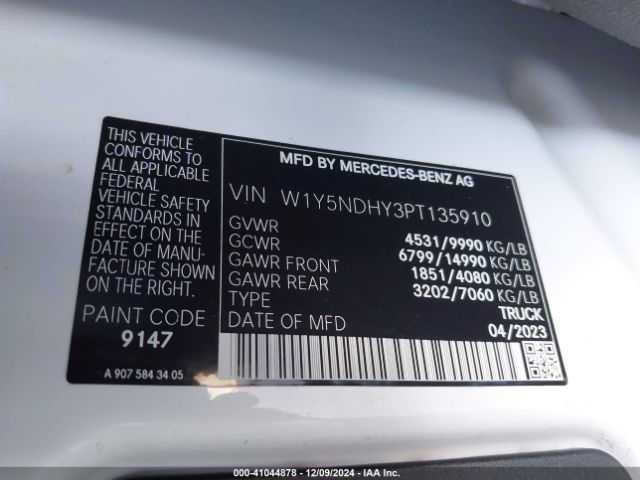 THIS VEHICLE
CONFORMS TO
ALL APPLICABLE
FEDERAL MOTOR
VEHICLE SAFETY
STANDARDS IN
EFFECT ON THE
DATE OF MANU-
FACTURE SHOWN
ON THE RIGHT.
PAINT CODE
9147
A 907 584 34 05
MFD BY MERCEDES-BENZ AG
VIN W1Y5NDHY3PT135910
GVWR 4531/9990 KG/LB
GCWR 6799/14990 KG/LB
GAWR FRONT 1851/4080 KG/LB
GAWR REAR 3202/7060 KG/LB
TYPE TRUCK
DATE OF MFD 04/2023
000-41044878 • 12/09/2024 • IAA Inc.